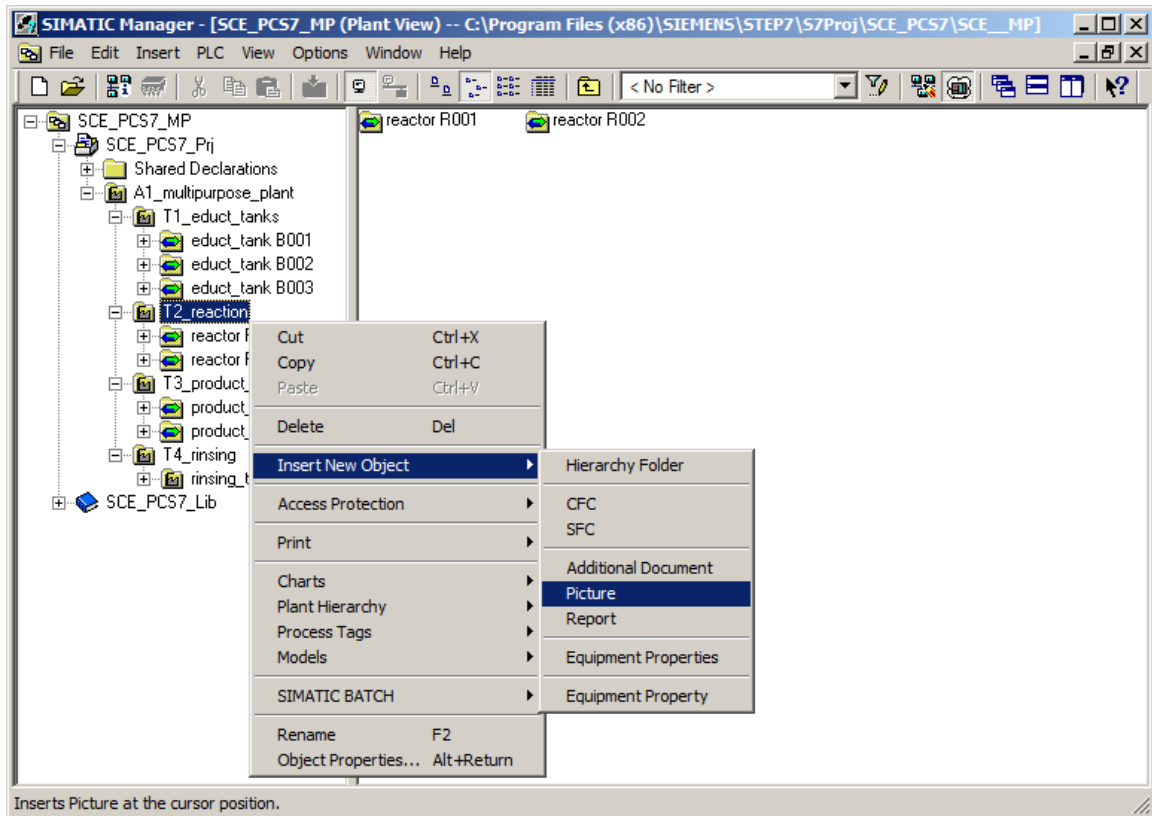 SIMATIC Manager - [SCE_PCS7_MP (Plant View) -- C:\Program Files (x86)\SIEMENS\STEP7\S7Proj\SCE_PCS7\SCE__MP]
File Edit Insert PLC View Options Window Help
< No Filter >
SCE_PCS7_MP
SCE_PCS7_Prj
Shared Declarations
A1_multipurpose_plant
T1_educt_tanks
educt_tank B001
educt_tank B002
educt_tank B003
T2_reaction
reactor
reactor
T3_product_
product_
product_
T4_rinsing
rinsing_t
SCE_PCS7_Lib
reactor R001 reactor R002
Cut Ctrl+X
Copy Ctrl+C
Paste Ctrl+V
Delete Del
Insert New Object
Access Protection
Print
Charts
Plant Hierarchy
Process Tags
Models
SIMATIC BATCH
Rename F2
Object Properties... Alt+Return
Hierarchy Folder
CFC
SFC
Additional Document
Picture
Report
Equipment Properties
Equipment Property
Inserts Picture at the cursor position.